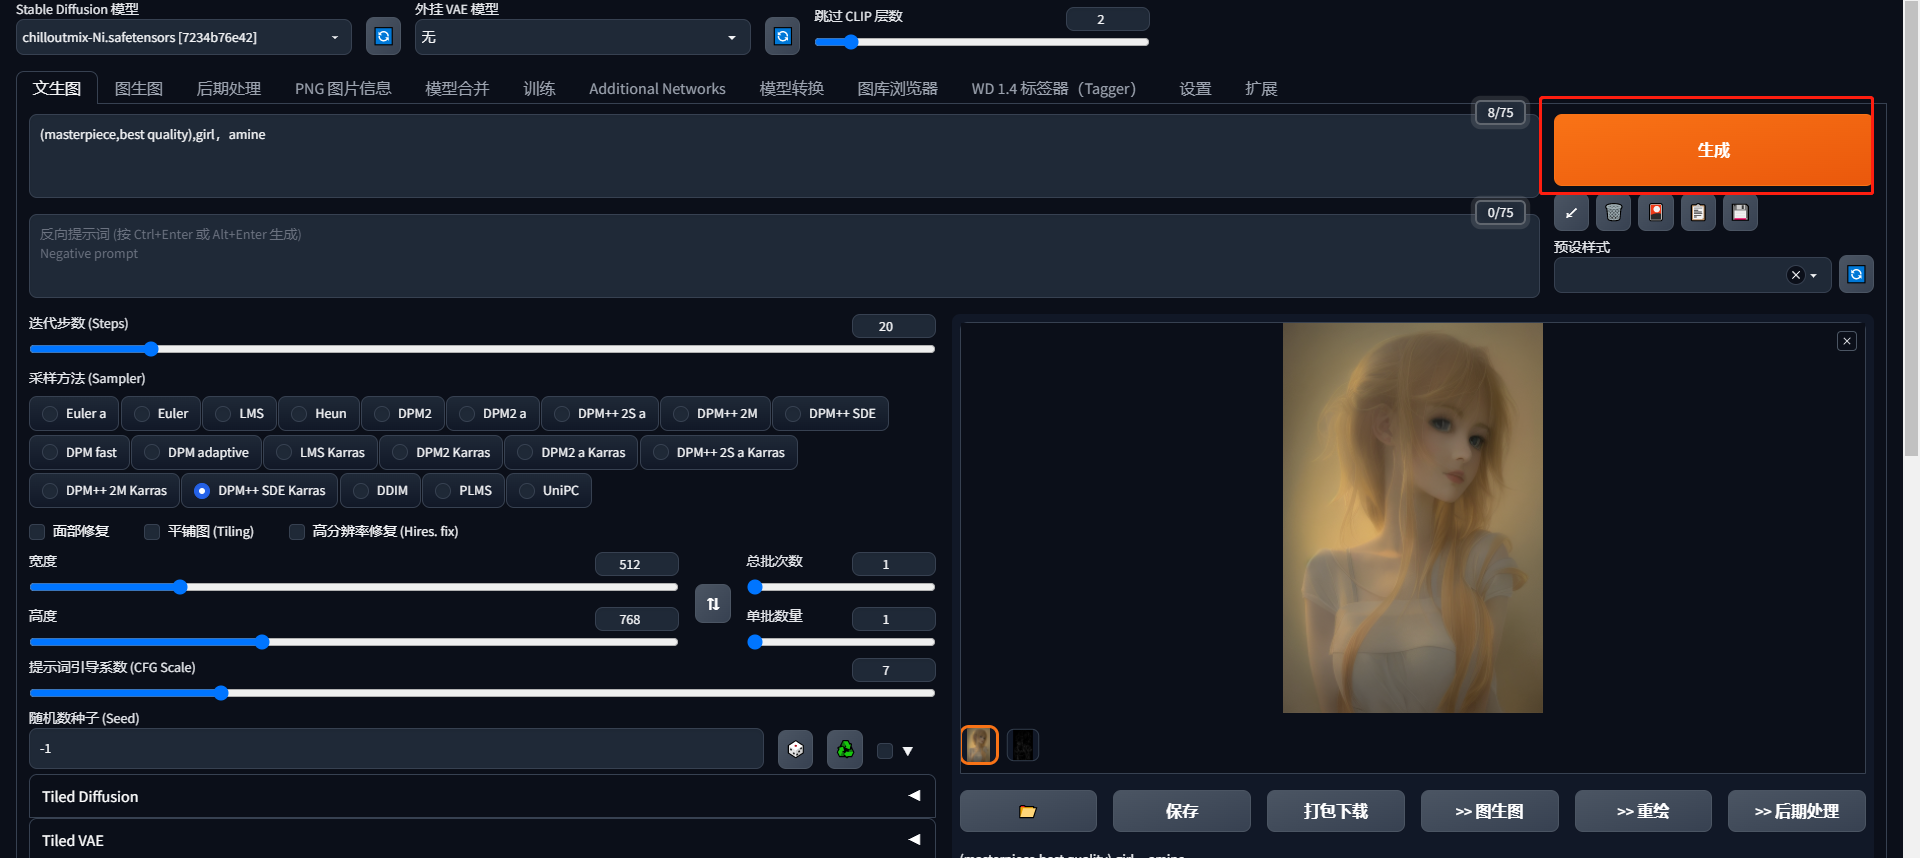 Stable Diffusion 模型
外挂 VAE 模型
跳过 CLIP 层数
2
chilloutmix-Ni.safetensors [7234b76e42]
无
文生图 图生图 后期处理 PNG 图片信息 模型合并 训练 Additional Networks 模型转换 图库浏览器 WD 1.4 标签器（Tagger） 设置 扩展
8/75
(masterpiece,best quality),girl，amine
生成
0/75
反向提示词 (按 Ctrl+Enter 或 Alt+Enter 生成)
Negative prompt
预设样式
迭代步数 (Steps)
20
采样方法 (Sampler)
Euler a Euler LMS Heun DPM2 DPM2 a DPM++ 2S a DPM++ 2M DPM++ SDE
DPM fast DPM adaptive LMS Karras DPM2 Karras DPM2 a Karras DPM++ 2S a Karras
DPM++ 2M Karras DPM++ SDE Karras DDIM PLMS UniPC
面部修复 平铺图 (Tiling) 高分辨率修复 (Hires. fix)
宽度
512
总批次数
1
高度
768
单批数量
1
提示词引导系数 (CFG Scale)
7
随机数种子 (Seed)
-1
Tiled Diffusion
Tiled VAE
保存 打包下载 >> 图生图 >> 重绘 >> 后期处理
(masterpiece,best quality),girl，amine